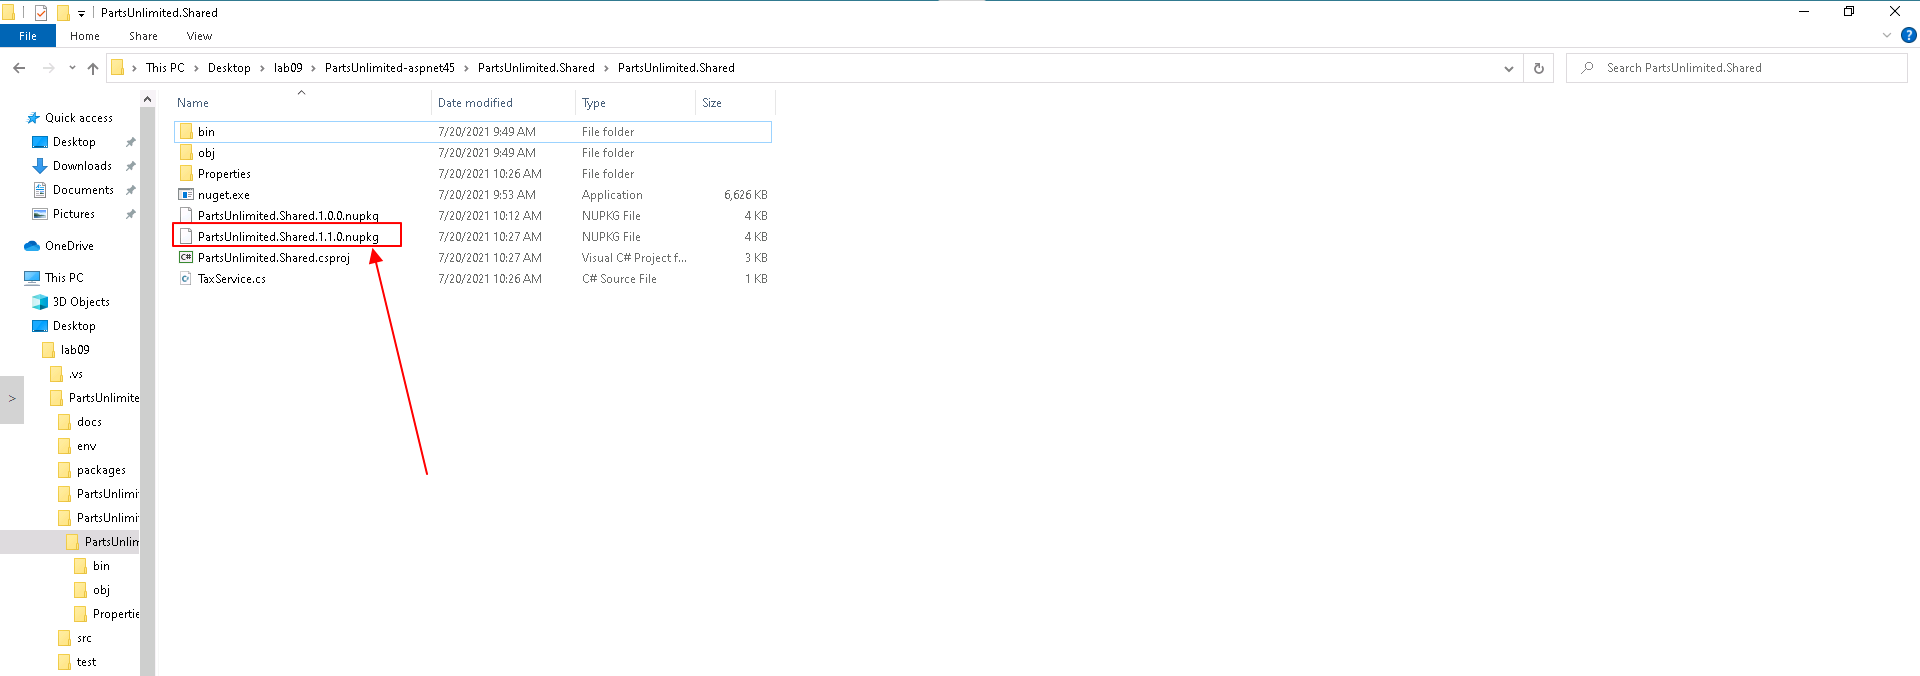 PartsUnlimited.Shared
File Home Share View
This PC Desktop lab09 PartsUnlimited-aspnet45 PartsUnlimited.Shared PartsUnlimited.Shared Search PartsUnlimited.Shared
Quick access
Desktop
Downloads
Documents
Pictures
OneDrive
This PC
3D Objects
Desktop
lab09
.vs
PartsUnlimite
docs
env
packages
PartsUnlimi
PartsUnlimi
PartsUnlim
bin
obj
Propertie
src
test
Name Date modified Type Size
bin 7/20/2021 9:49 AM File folder
obj 7/20/2021 9:49 AM File folder
Properties 7/20/2021 10:26 AM File folder
nuget.exe 7/20/2021 9:53 AM Application 6,626 KB
PartsUnlimited.Shared.1.0.0.nupkg 7/20/2021 10:12 AM NUPKG File 4 KB
PartsUnlimited.Shared.1.1.0.nupkg 7/20/2021 10:27 AM NUPKG File 4 KB
PartsUnlimited.Shared.csproj 7/20/2021 10:27 AM Visual C# Project f... 3 KB
TaxService.cs 7/20/2021 10:26 AM C# Source File 1 KB